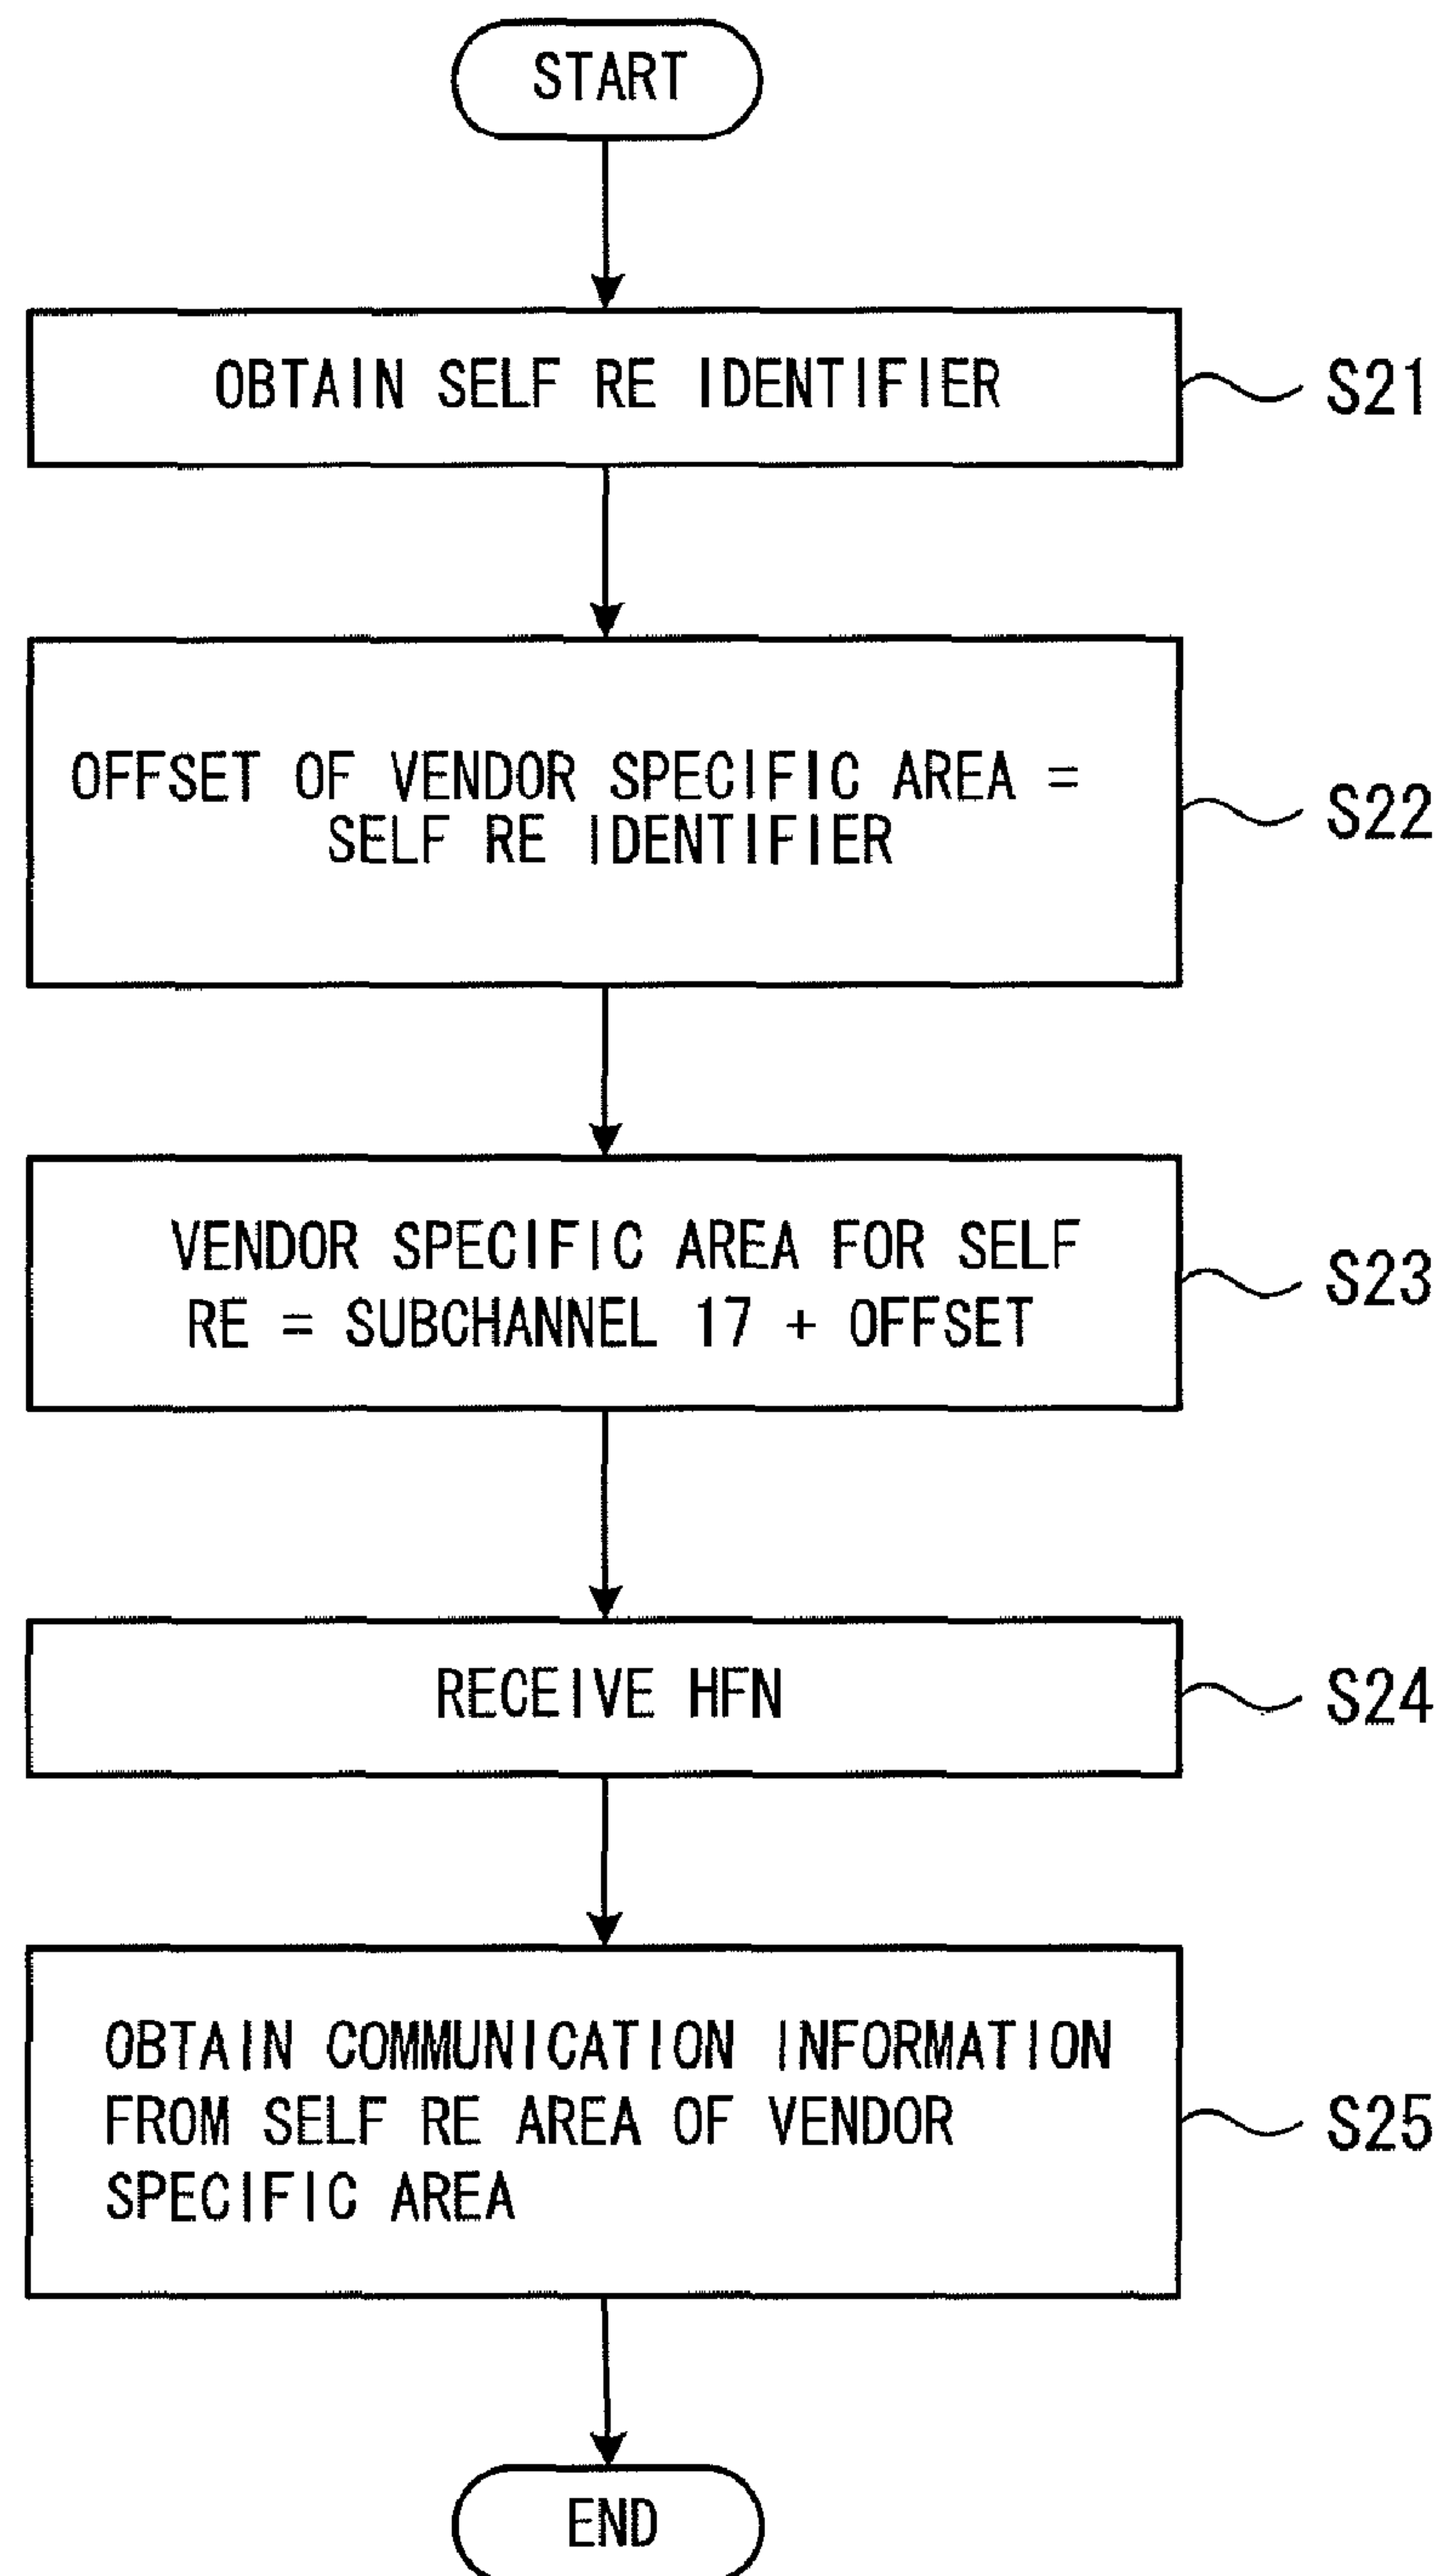 START
OBTAIN SELF RE IDENTIFIER
S21
OFFSET OF VENDOR SPECIFIC AREA =
SELF RE IDENTIFIER
S22
VENDOR SPECIFIC AREA FOR SELF
RE = SUBCHANNEL 17 + OFFSET
S23
RECEIVE HFN
S24
OBTAIN COMMUNICATION INFORMATION
FROM SELF RE AREA OF VENDOR
SPECIFIC AREA
S25
END